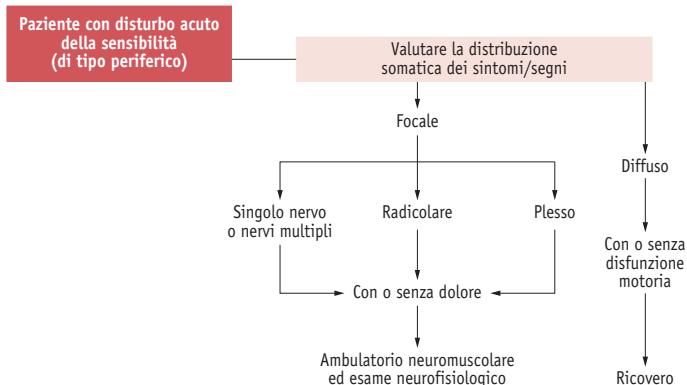 Paziente con disturbo acuto
della sensibilità
(di tipo periferico)
Valutare la distribuzione
somatica dei sintomi/segni
Focale
Diffuso
Singolo nervo
o nervi multipli
Radicolare
Plesso
Con o senza
disfunzione
motoria
Con o senza dolore
Ambulatorio neuromuscolare
ed esame neurofisiologico
Ricovero